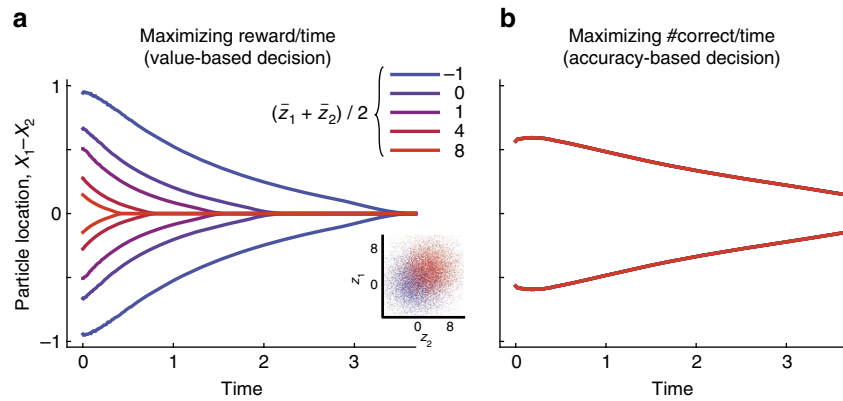 a
Maximizing reward/time
(value-based decision)
(z̄₁ + z̄₂) / 2
−1
0
1
4
8
Particle location, X₁−X₂
1
0
−1
0
1
2
3
Time
z₁
8
0
0
8
z₂
b
Maximizing #correct/time
(accuracy-based decision)
0
1
2
3
Time